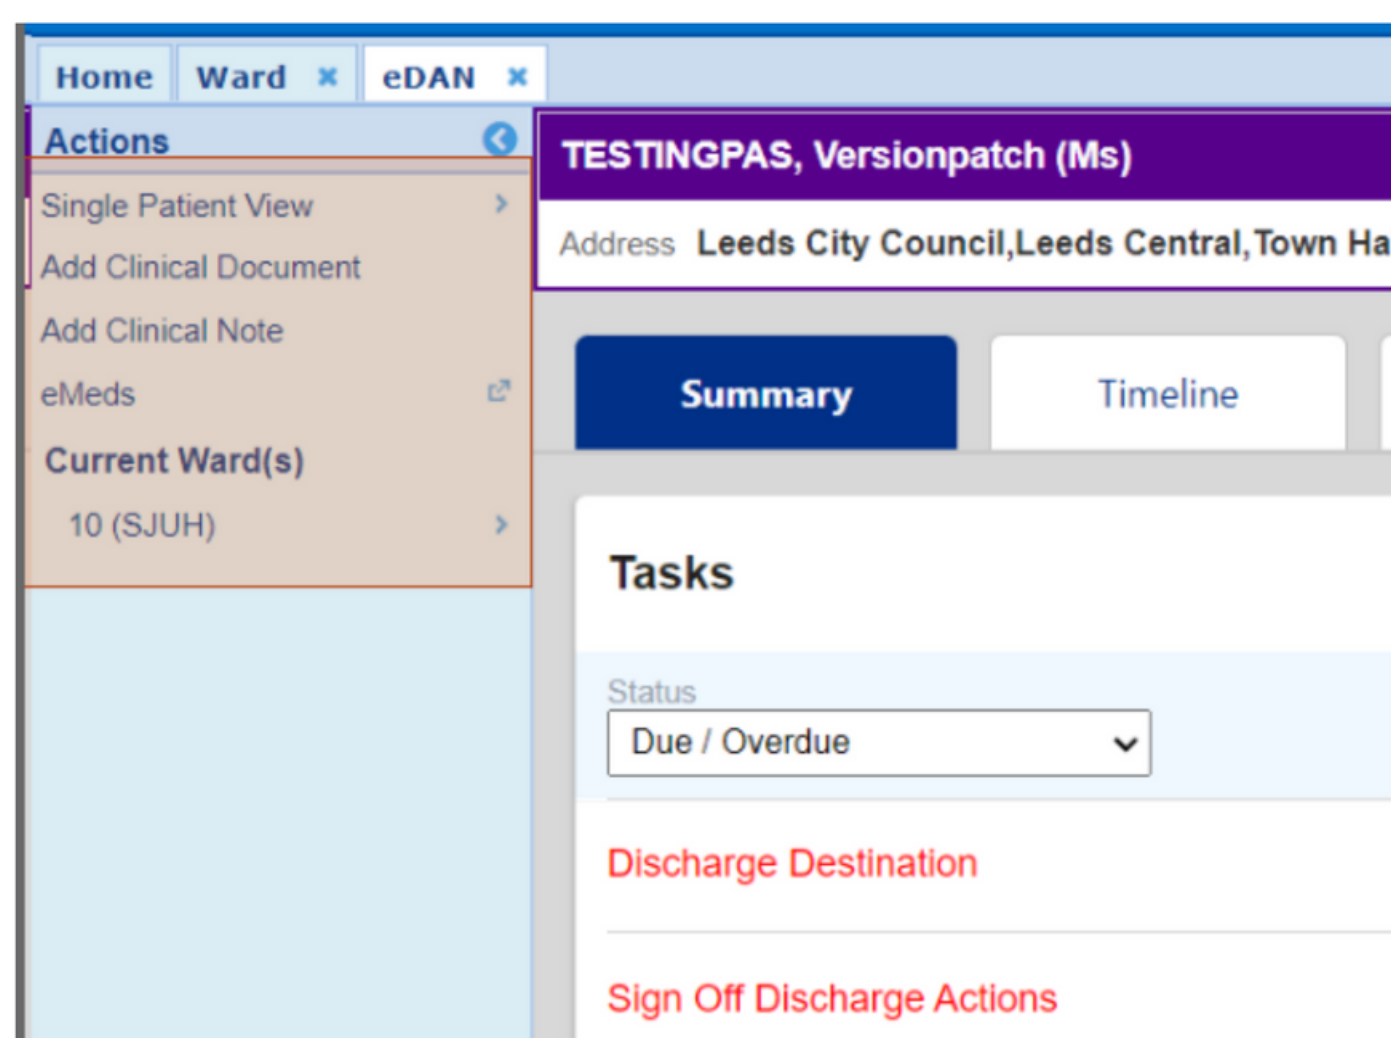 Home Ward eDAN
Actions
Single Patient View
Add Clinical Document
Add Clinical Note
eMeds
Current Ward(s)
10 (SJUH)
TESTINGPAS, Versionpatch (Ms)
Address Leeds City Council,Leeds Central,Town Ha
Summary Timeline
Tasks
Status
Due / Overdue
Discharge Destination
Sign Off Discharge Actions